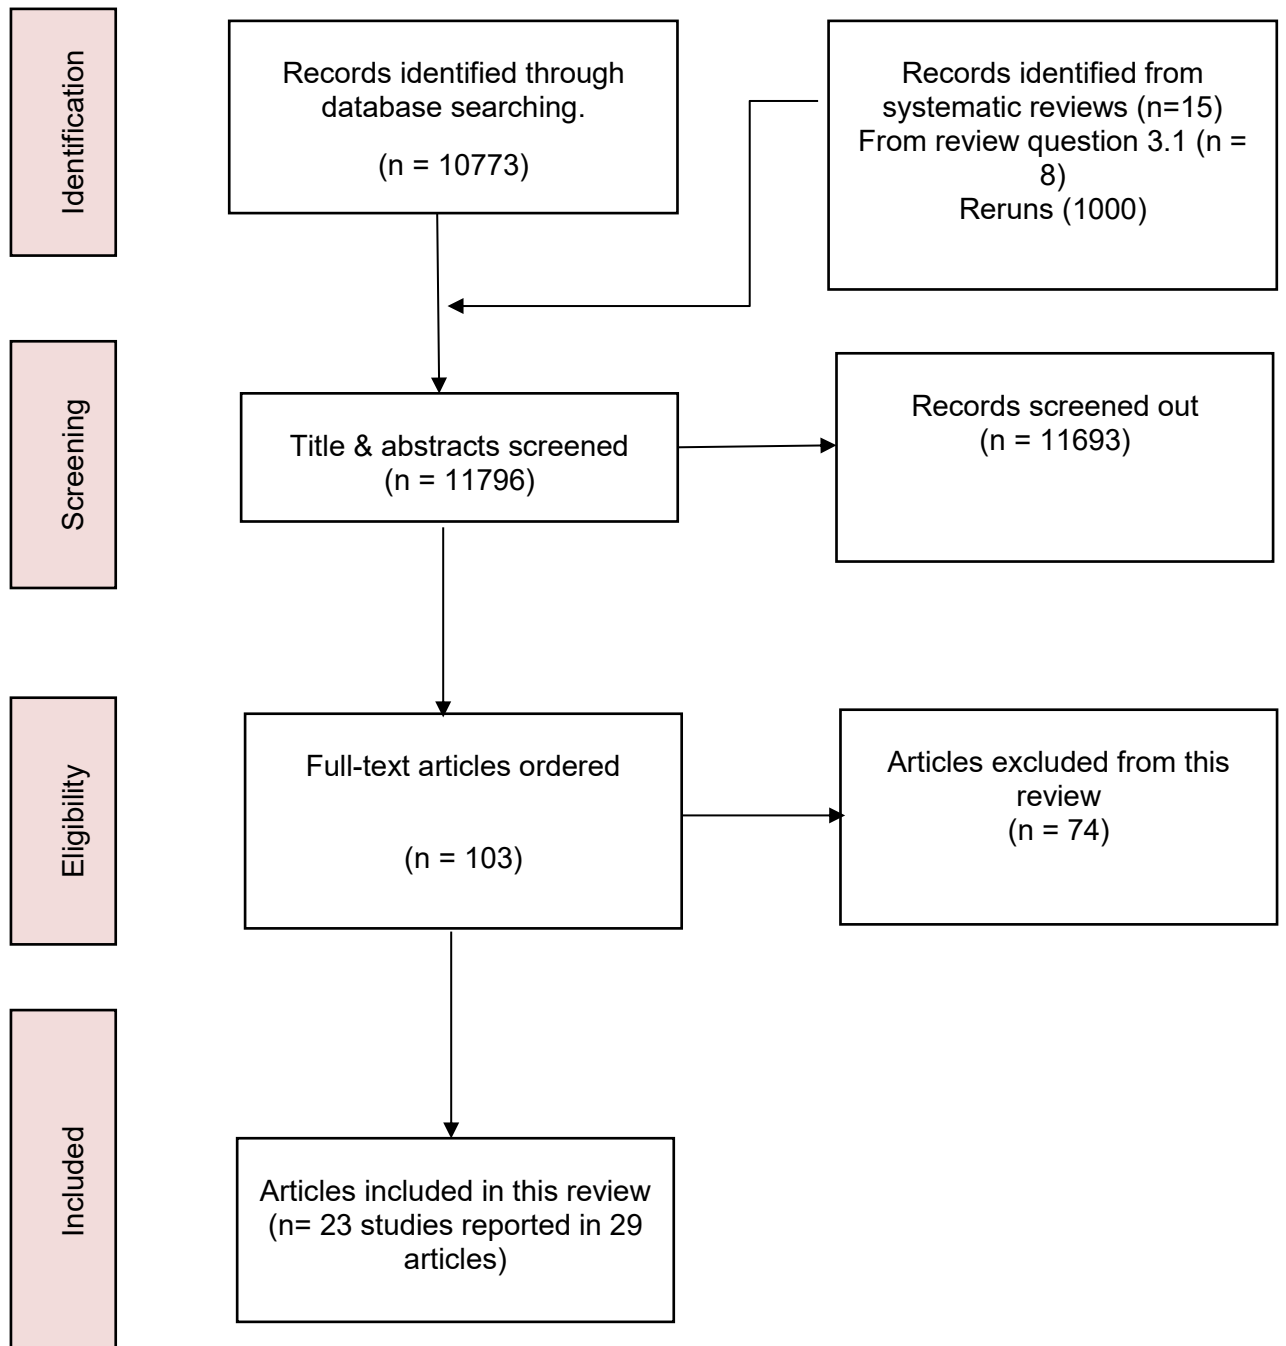 Identification
Records identified through
database searching.
(n = 10773)
Records identified from
systematic reviews (n=15)
From review question 3.1 (n =
8)
Reruns (1000)
Screening
Title & abstracts screened
(n = 11796)
Records screened out
(n = 11693)
Eligibility
Full-text articles ordered
(n = 103)
Articles excluded from this
review
(n = 74)
Included
Articles included in this review
(n= 23 studies reported in 29
articles)